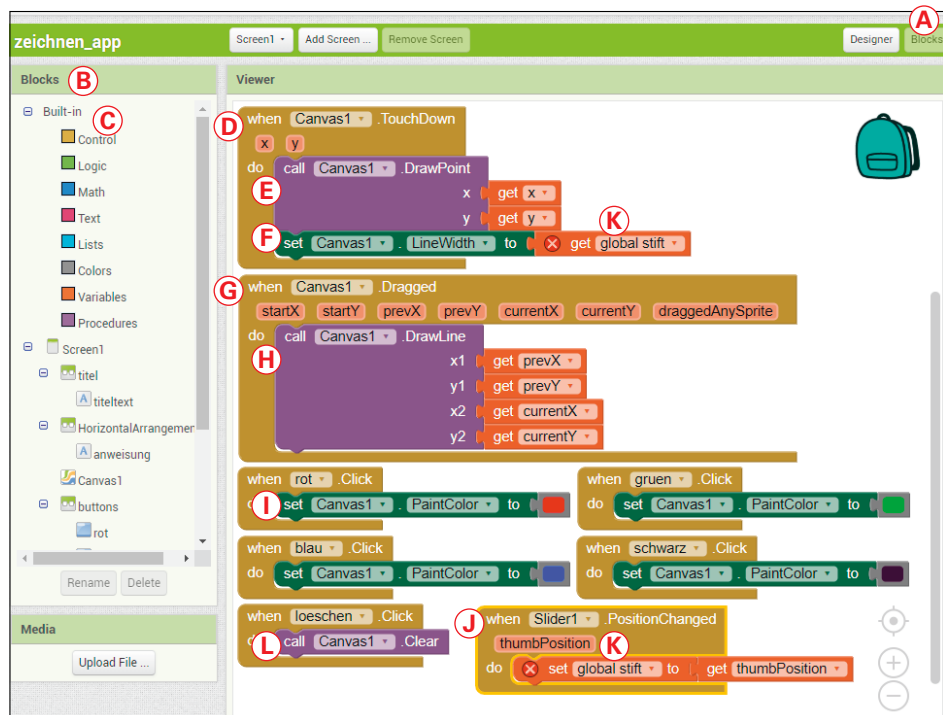 A
zeichnen_app Screen1 Add Screen ... Remove Screen Designer Blocks
Blocks B Viewer
Built-in
C
Control
Logic
Math
Text
Lists
Colors
Variables
Procedures
Screen1
titel
A titeltext
HorizontalArrangemen
A anweisung
Canvas1
buttons
rot
Rename Delete
Media
Upload File ...
D when Canvas1 .TouchDown
x y
do call Canvas1 .DrawPoint
E x get x
y get y
K
F set Canvas1 . LineWidth to get global stift
G when Canvas1 .Dragged
startX startY prevX prevY currentX currentY draggedAnySprite
do call Canvas1 .DrawLine
H x1 get prevX
y1 get prevY
x2 get currentX
y2 get currentY
when rot .Click
do I set Canvas1 . PaintColor to
when gruen .Click
do set Canvas1 . PaintColor to
when blau .Click
do set Canvas1 . PaintColor to
when schwarz .Click
do set Canvas1 . PaintColor to
when loeschen .Click
do L call Canvas1 .Clear
J when Slider1 .PositionChanged
thumbPosition K
do set global stift to get thumbPosition